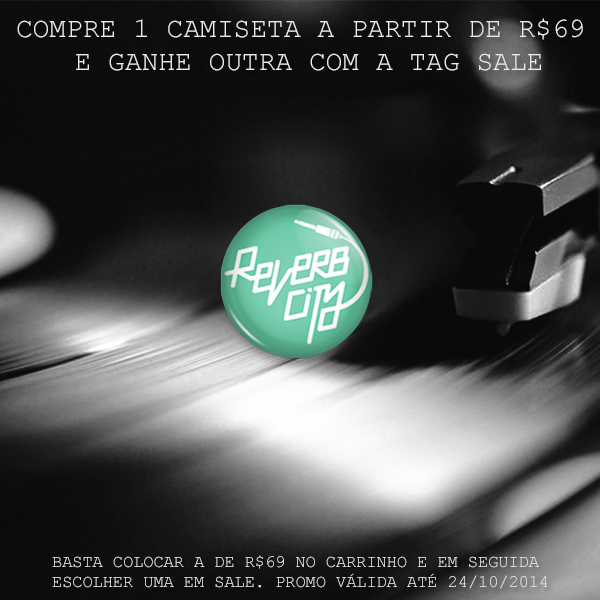 COMPRE 1 CAMISETA A PARTIR DE R$69
E GANHE OUTRA COM A TAG SALE
REVERB
CITY
BASTA COLOCAR A DE R$69 NO CARRINHO E EM SEGUIDA
ESCOLHER UMA EM SALE. PROMO VÁLIDA ATÉ 24/10/2014